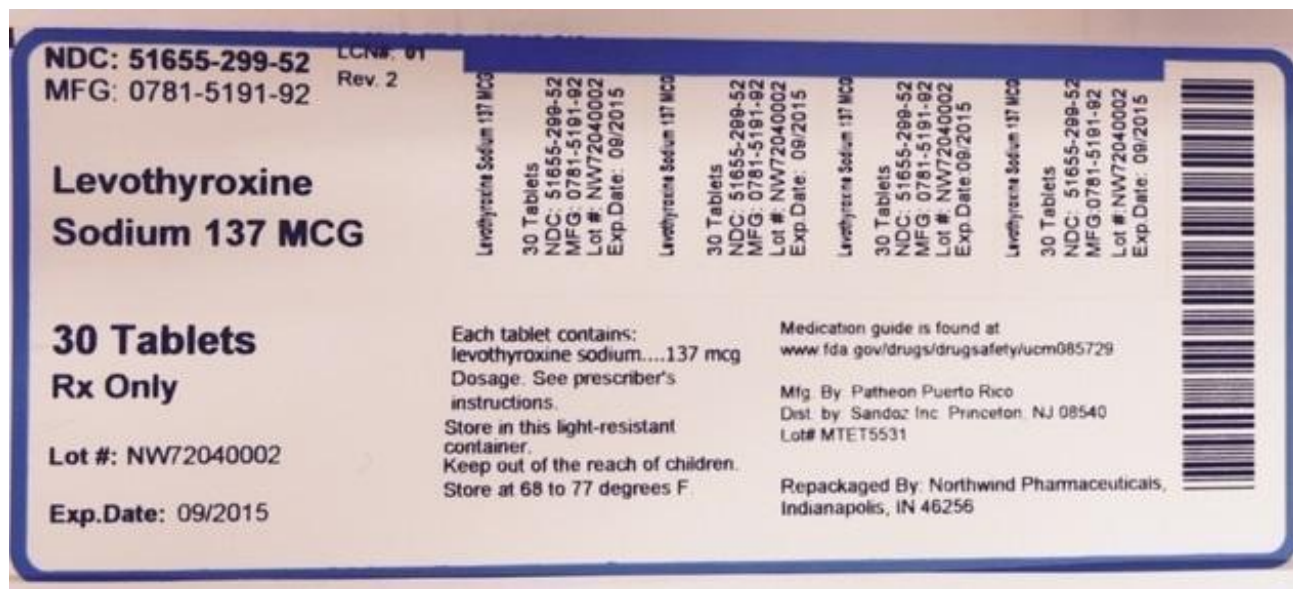 NDC: 51655-299-52
MFG: 0781-5191-92
LCN#: 01
Rev. 2
Levothyroxine
Sodium 137 MCG
30 Tablets
Rx Only
Lot #: NW72040002
Exp.Date: 09/2015
Levothyroxine Sodium 137 MCG
30 Tablets
NDC: 51655-299-52
MFG: 0781-5191-92
Lot #: NW72040002
Exp.Date: 09/2015
Levothyroxine Sodium 137 MCG
30 Tablets
NDC: 51655-299-52
MFG: 0781-5191-92
Lot #: NW72040002
Exp.Date: 09/2015
Levothyroxine Sodium 137 MCG
30 Tablets
NDC: 51655-299-52
MFG: 0781-5191-92
Lot #: NW72040002
Exp.Date:09/2015
Levothyroxine Sodium 137 MCG
30 Tablets
NDC: 51655-299-52
MFG:0781-5191-92
Lot #:NW72040002
Exp.Date: 09/2015
Each tablet contains:
levothyroxine sodium....137 mcg
Dosage. See prescriber's
instructions.
Store in this light-resistant
container.
Keep out of the reach of children.
Store at 68 to 77 degrees F.
Medication guide is found at
www.fda.gov/drugs/drugsafety/ucm085729
Mfg. By: Patheon Puerto Rico
Dist. by: Sandoz Inc. Princeton, NJ 08540
Lot# MTET5531
Repackaged By: Northwind Pharmaceuticals,
Indianapolis, IN 46256